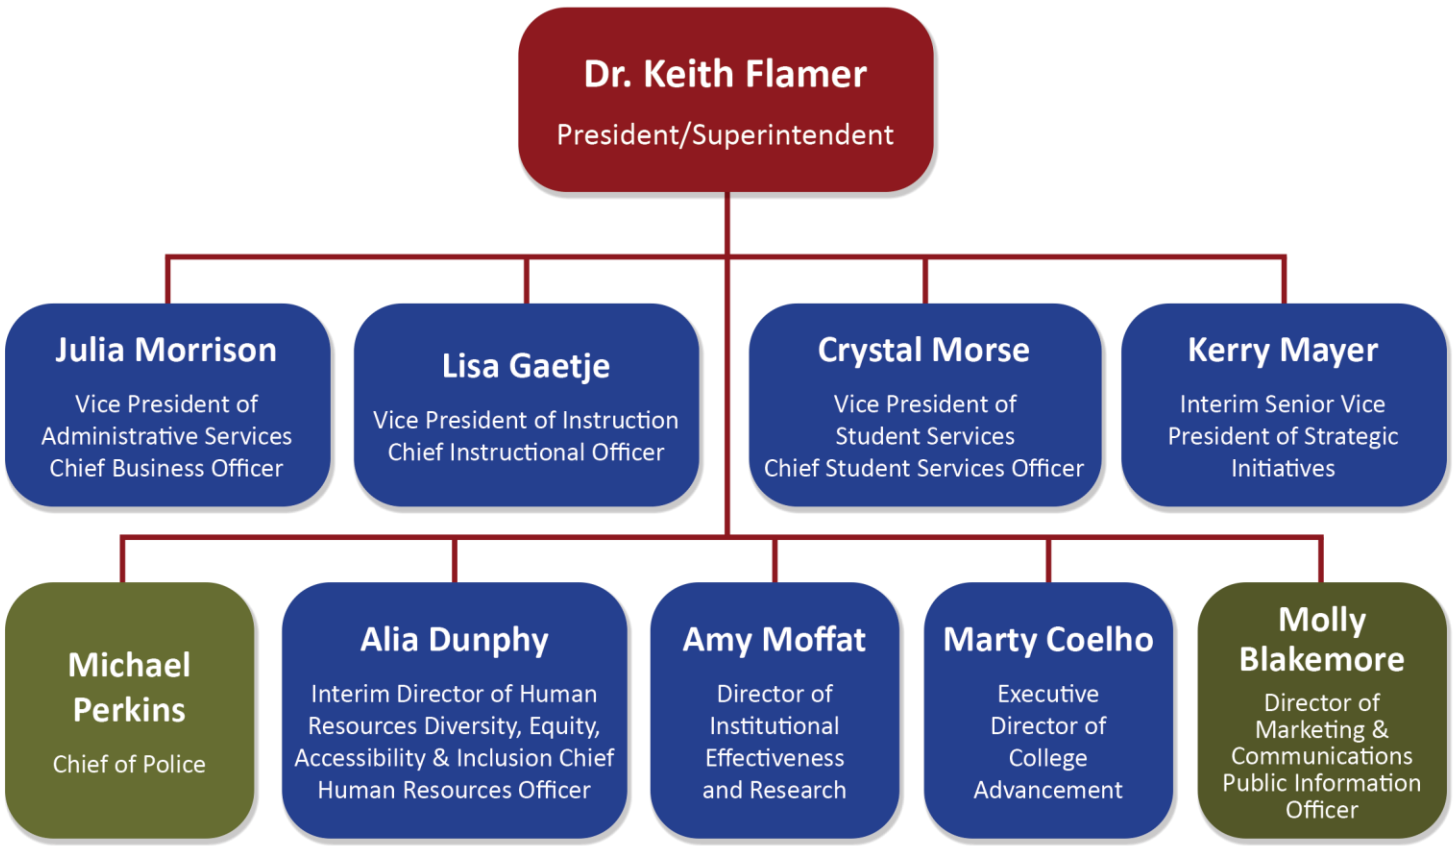 Dr. Keith Flamer
President/Superintendent
Julia Morrison
Vice President of
Administrative Services
Chief Business Officer
Lisa Gaetje
Vice President of Instruction
Chief Instructional Officer
Crystal Morse
Vice President of
Student Services
Chief Student Services Officer
Kerry Mayer
Interim Senior Vice
President of Strategic
Initiatives
Michael
Perkins
Chief of Police
Alia Dunphy
Interim Director of Human
Resources Diversity, Equity,
Accessibility & Inclusion Chief
Human Resources Officer
Amy Moffat
Director of
Institutional
Effectiveness
and Research
Marty Coelho
Executive
Director of
College
Advancement
Molly
Blakemore
Director of
Marketing &
Communications
Public Information
Officer